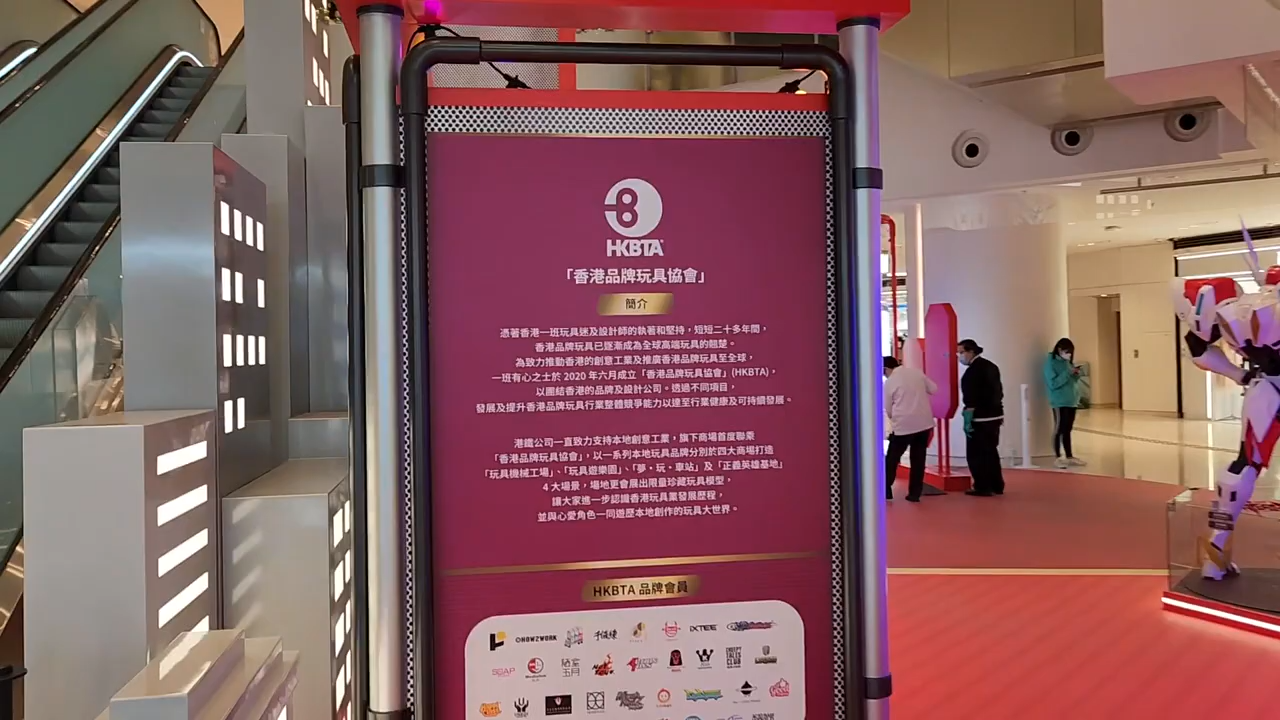 HKBTA
「香港品牌玩具協會」
簡介
憑著香港一班玩具迷及設計師的執著和堅持，短短二十多年間，
香港品牌玩具已逐漸成為全球高端玩具的翹楚。
為致力推動香港的創意工業及推廣香港品牌玩具至全球，
一班有心之士於 2020 年六月成立「香港品牌玩具協會」(HKBTA)，
以團結香港的品牌及設計公司。透過不同項目，
發展及提升香港品牌玩具行業整體競爭能力以達至行業健康及可持續發展。
港鐵公司一直致力支持本地創意工業，旗下商場首度聯乘
「香港品牌玩具協會」，以一系列本地玩具品牌分別於四大商場打造
「玩具機械工場」、「玩具遊樂園」、「夢・玩・車站」及「正義英雄基地」
4 大場景，場地更會展出限量珍藏玩具模型，
讓大家進一步認識香港玩具業發展歷程，
並與心愛角色一同遊歷本地創作的玩具大世界。
HKBTA 品牌會員
CHOWZWORK
IXTEE
SOAP